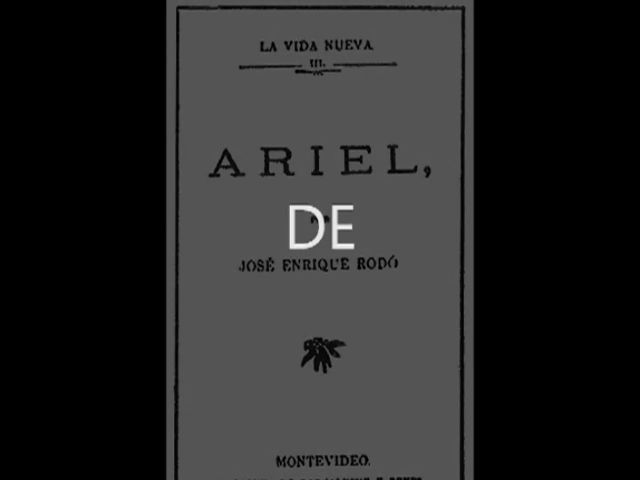 LA VIDA NUEVA
III.
ARIEL,
DE
JOSÉ ENRIQUE RODÓ
MONTEVIDEO.